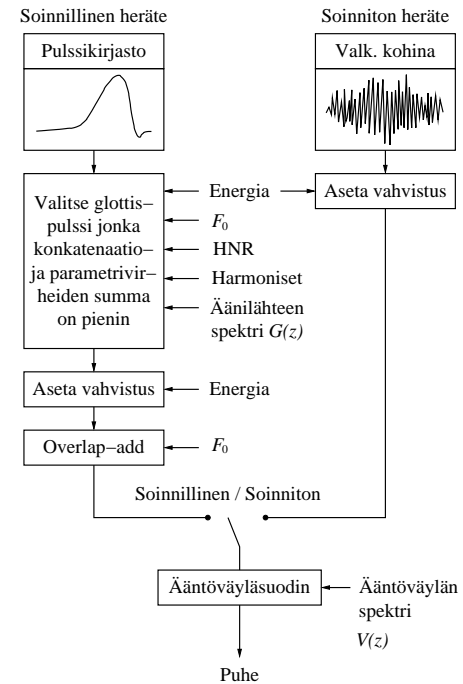 Soinnillinen heräte
Soinniton heräte
Pulssikirjasto
Valk. kohina
Valitse glottis–
pulssi jonka
konkatenaatio–
ja parametrivir–
heiden summa
on pienin
Energia
F0
HNR
Harmoniset
Äänilähteen
spektri G(z)
Aseta vahvistus
Aseta vahvistus
Energia
Overlap–add
F0
Soinnillinen / Soinniton
Ääntöväyläsuodin
Ääntöväylän
spektri
V(z)
Puhe